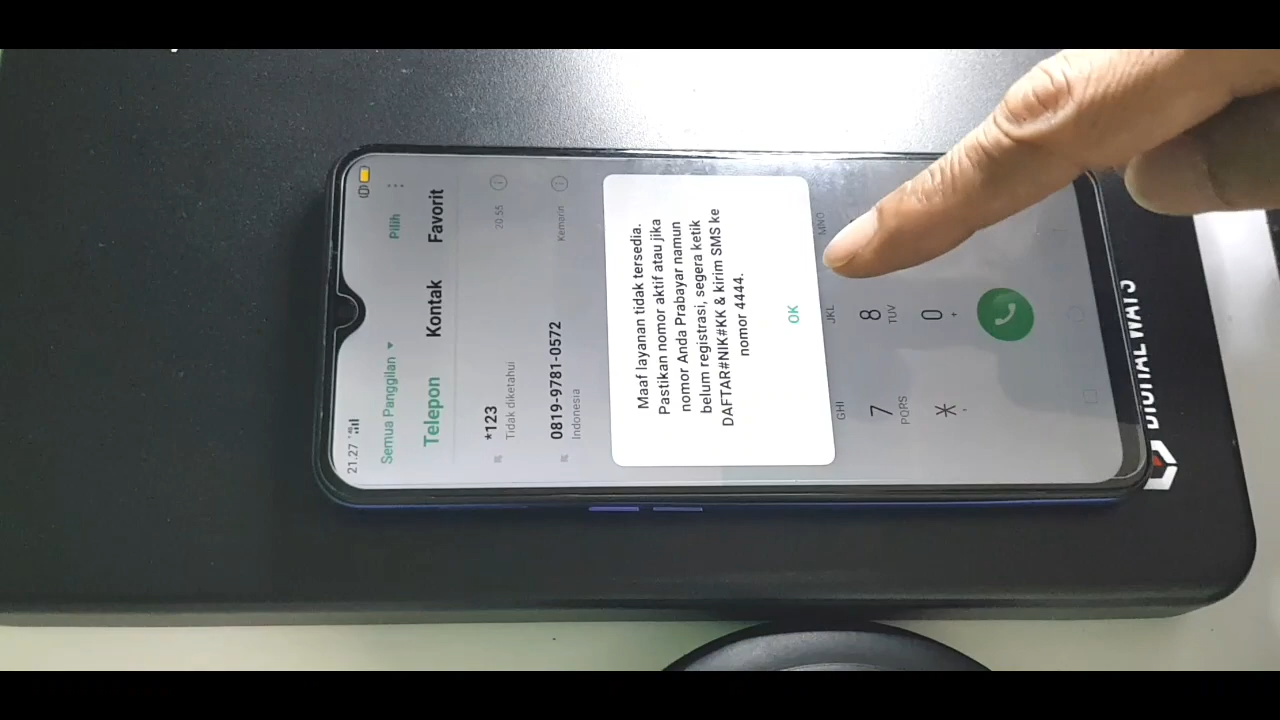 21.27
Semua Panggilan
Pilih
Telepon
Kontak
Favorit
*123
Tidak diketahui
20.55
0819-9781-0572
Indonesia
Kemarin
Maaf layanan tidak tersedia.
Pastikan nomor aktif atau jika
nomor Anda Prabayar namun
belum registrasi, segera ketik
DAFTAR#NIK#KK & kirim SMS ke
nomor 4444.
OK
GHI
JKL
MNO
7
PQRS
8
TUV
*
0
+
DIGITAL WAYS